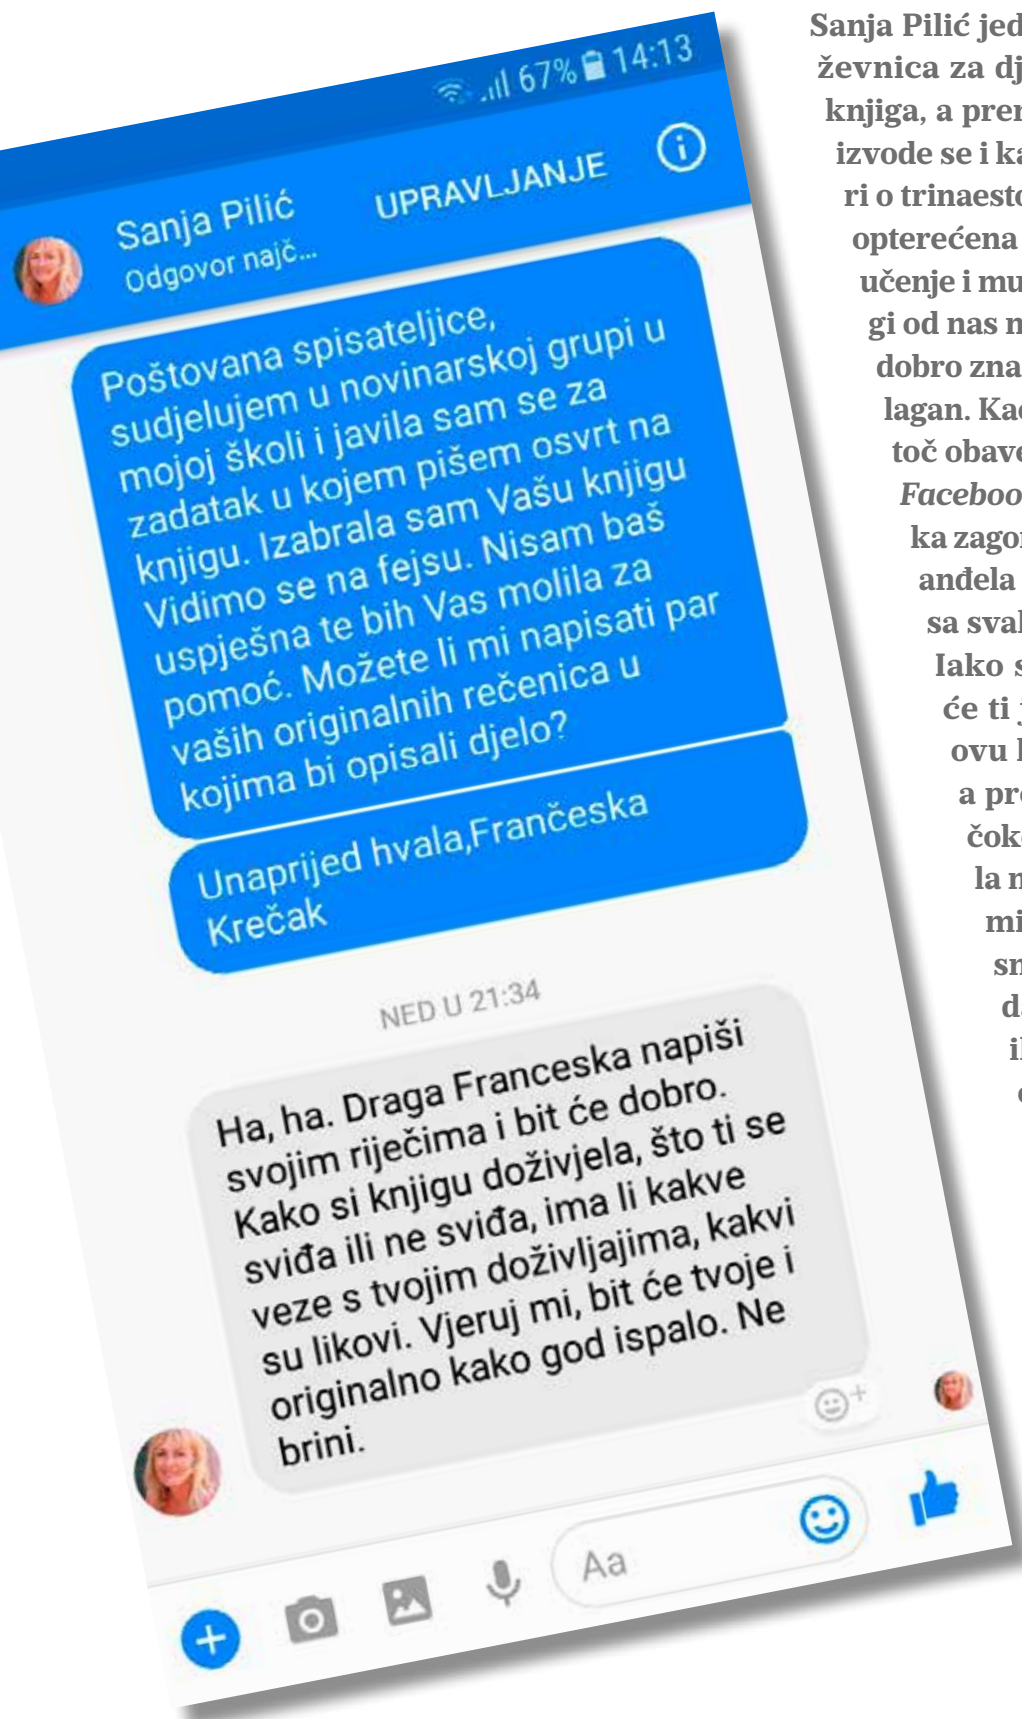 67% 14:13
Sanja Pilić
Odgovor najč...
UPRAVLJANJE
Poštovana spisateljice,
sudjelujem u novinarskoj grupi u
mojoj školi i javila sam se za
zadatak u kojem pišem osvrt na
knjigu. Izabrala sam Vašu knjigu
Vidimo se na fejsu. Nisam baš
uspješna te bih Vas molila za
pomoć. Možete li mi napisati par
vaših originalnih rečenica u
kojima bi opisali djelo?
Unaprijed hvala,Frančeska
Krečak
NED U 21:34
Ha, ha. Draga Franceska napiši
svojim riječima i bit će dobro.
Kako si knjigu doživjela, što ti se
sviđa ili ne sviđa, ima li kakve
veze s tvojim doživljajima, kakvi
su likovi. Vjeruj mi, bit će tvoje i
originalno kako god ispalo. Ne
brini.
Aa
Sanja Pilić jed
ževnica za dj
knjiga, a prer
izvode se i ka
ri o trinaesto
opterećena
učenje i mu
gi od nas n
dobro zna
lagan. Kad
toč obave
Faceboo
ka zagor
anđela
sa sval
Iako s
će ti j
ovu l
a pre
čok
la n
mi
sn
da